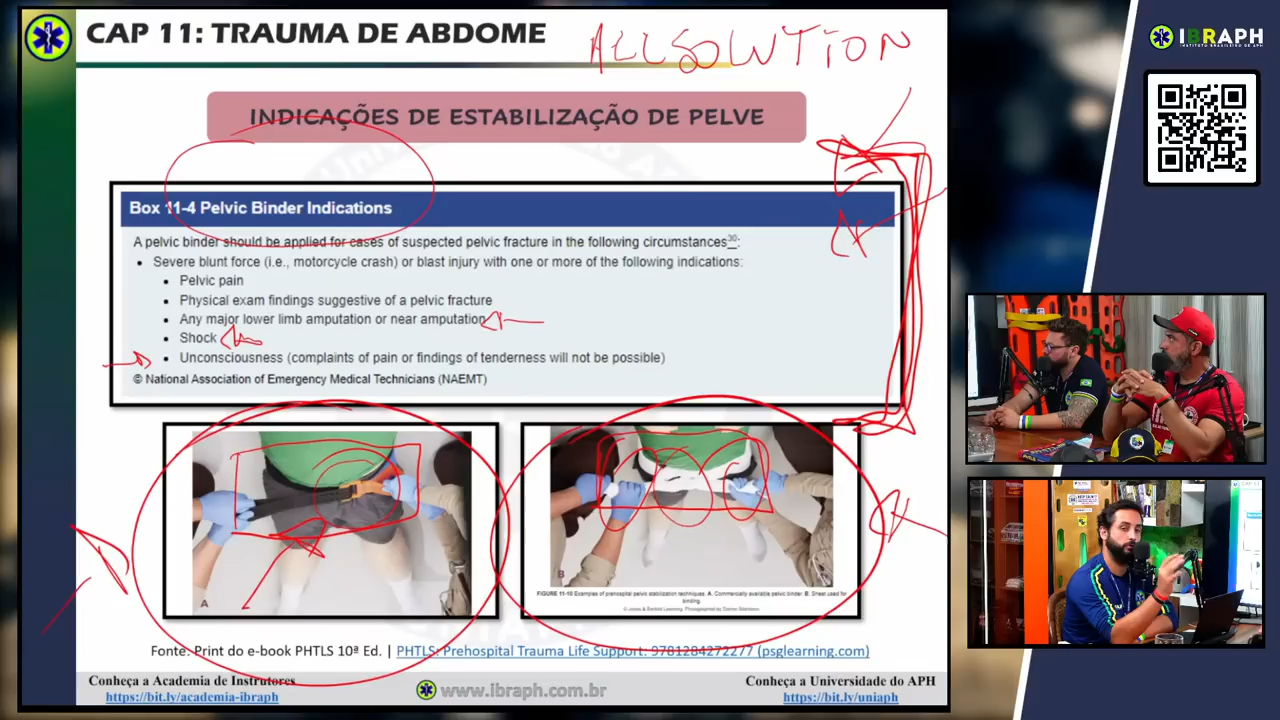 CAP 11: TRAUMA DE ABDOME
ALLSOLUTION
INDICAÇÕES DE ESTABILIZAÇÃO DE PELVE
Box 11-4 Pelvic Binder Indications
A pelvic binder should be applied for cases of suspected pelvic fracture in the following circumstances30:
• Severe blunt force (i.e., motorcycle crash) or blast injury with one or more of the following indications:
• Pelvic pain
• Physical exam findings suggestive of a pelvic fracture
• Any major lower limb amputation or near amputation
• Shock
• Unconsciousness (complaints of pain or findings of tenderness will not be possible)
© National Association of Emergency Medical Technicians (NAEMT)
A
B
FIGURE 11-10 Examples of prehospital pelvic stabilization techniques. A. Commercially available pelvic binder. B. Sheet used for
binding.
© Jones & Bartlett Learning. Photographed by Darren Stahlman.
Fonte: Print do e-book PHTLS 10ª Ed. | PHTLS: Prehospital Trauma Life Support: 9781284272277 (psglearning.com)
Conheça a Academia de Instrutores
https://bit.ly/academia-ibraph
www.ibraph.com.br
Conheça a Universidade do APH
https://bit.ly/uniaph
IBRAPH
INSTITUTO BRASILEIRO DE APH